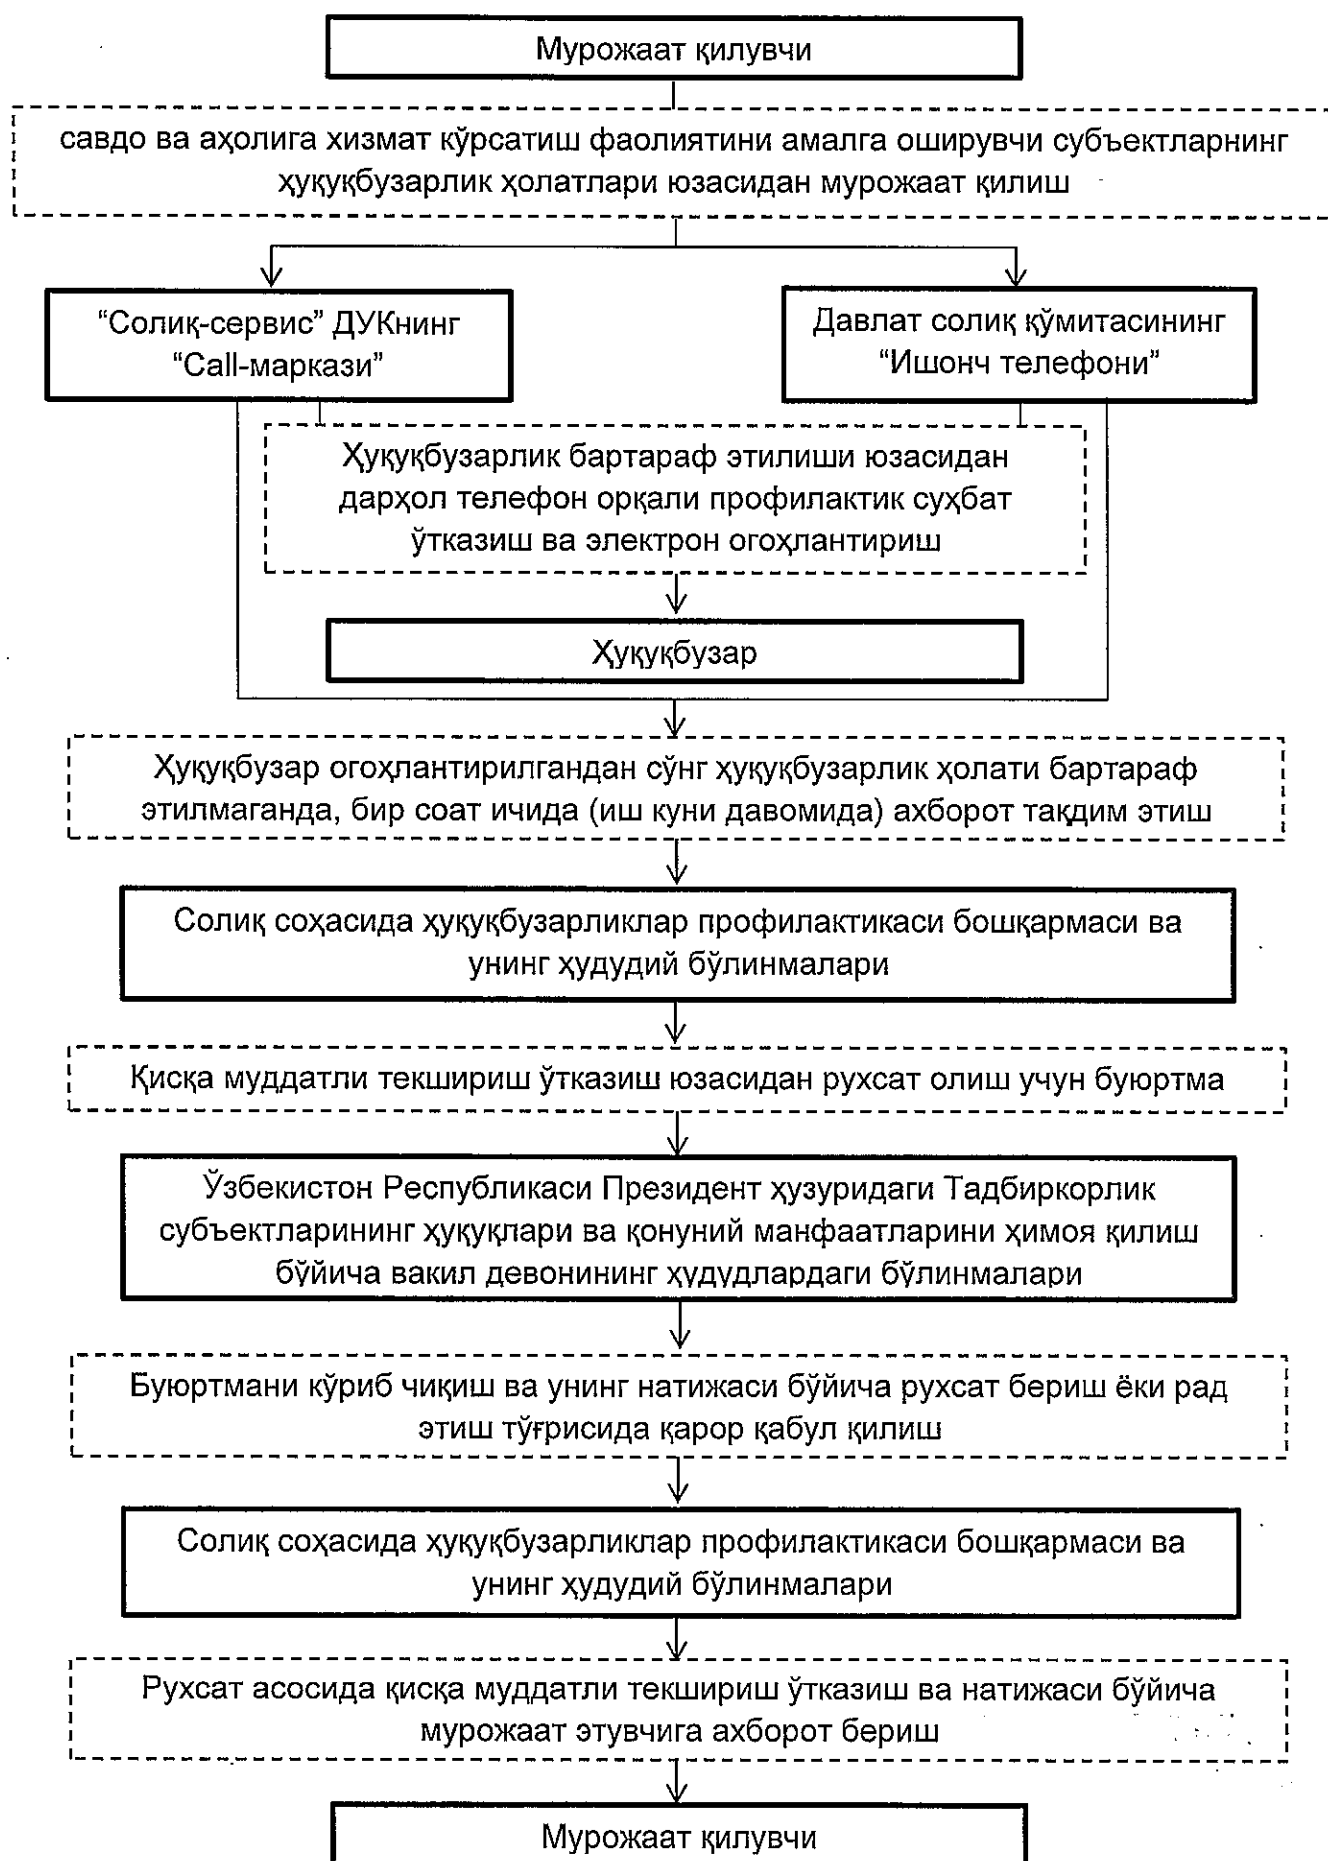 Мурожаат қилувчи
савдо ва аҳолига хизмат кўрсатиш фаолиятини амалга оширувчи субъектларнинг
ҳуқуқбузарлик ҳолатлари юзасидан мурожаат қилиш
“Солиқ-сервис” ДУКнинг
“Call-маркази”
Давлат солиқ қўмитасининг
“Ишонч телефони”
Ҳуқуқбузарлик бартараф этилиши юзасидан
дарҳол телефон орқали профилактик суҳбат
ўтказиш ва электрон огоҳлантириш
Ҳуқуқбузар
Ҳуқуқбузар огоҳлантирилгандан сўнг ҳуқуқбузарлик ҳолати бартараф
этилмаганда, бир соат ичида (иш куни давомида) ахборот тақдим этиш
Солиқ соҳасида ҳуқуқбузарликлар профилактикаси бошқармаси ва
унинг ҳудудий бўлинмалари
Қисқа муддатли текшириш ўтказиш юзасидан рухсат олиш учун буюртма
Ўзбекистон Республикаси Президент ҳузуридаги Тадбиркорлик
субъектларининг ҳуқуқлари ва қонуний манфаатларини ҳимоя қилиш
бўйича вакил девонининг ҳудудлардаги бўлинмалари
Буюртмани кўриб чиқиш ва унинг натижаси бўйича рухсат бериш ёки рад
этиш тўғрисида қарор қабул қилиш
Солиқ соҳасида ҳуқуқбузарликлар профилактикаси бошқармаси ва
унинг ҳудудий бўлинмалари
Рухсат асосида қисқа муддатли текшириш ўтказиш ва натижаси бўйича
мурожаат этувчига ахборот бериш
Мурожаат қилувчи